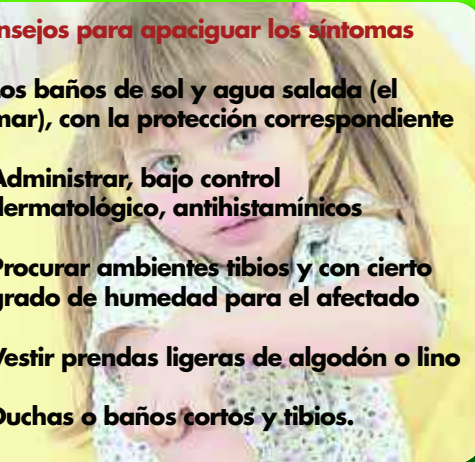 nsejos para apaciguar los síntomas
Los baños de sol y agua salada (el
mar), con la protección correspondiente
Administrar, bajo control
dermatológico, antihistamínicos
Procurar ambientes tibios y con cierto
grado de humedad para el afectado
Vestir prendas ligeras de algodón o lino
Duchas o baños cortos y tibios.